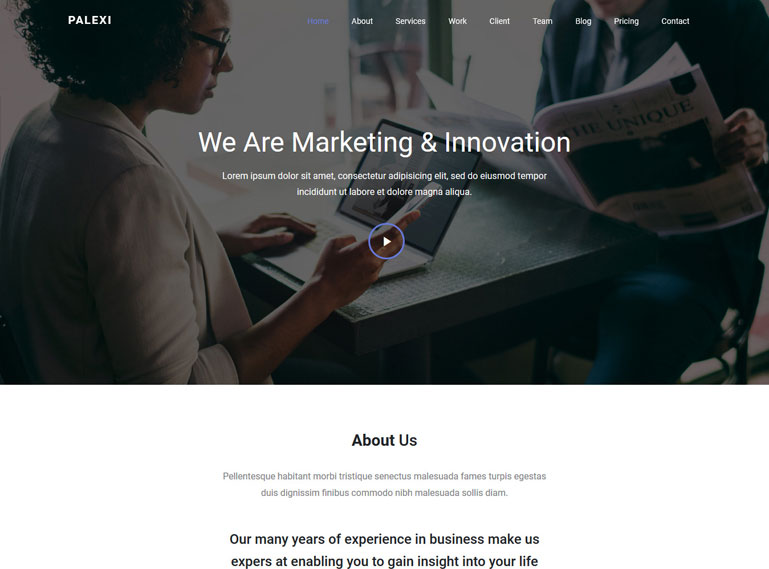 PALEXI
Home About Services Work Client Team Blog Pricing Contact
THE UNIQUE
We Are Marketing & Innovation
Lorem ipsum dolor sit amet, consectetur adipisicing elit, sed do eiusmod tempor
incididunt ut labore et dolore magna aliqua.
About Us
Pellentesque habitant morbi tristique senectus malesuada fames turpis egestas
duis dignissim finibus commodo nibh malesuada sollis diam.
Our many years of experience in business make us
expers at enabling you to gain insight into your life